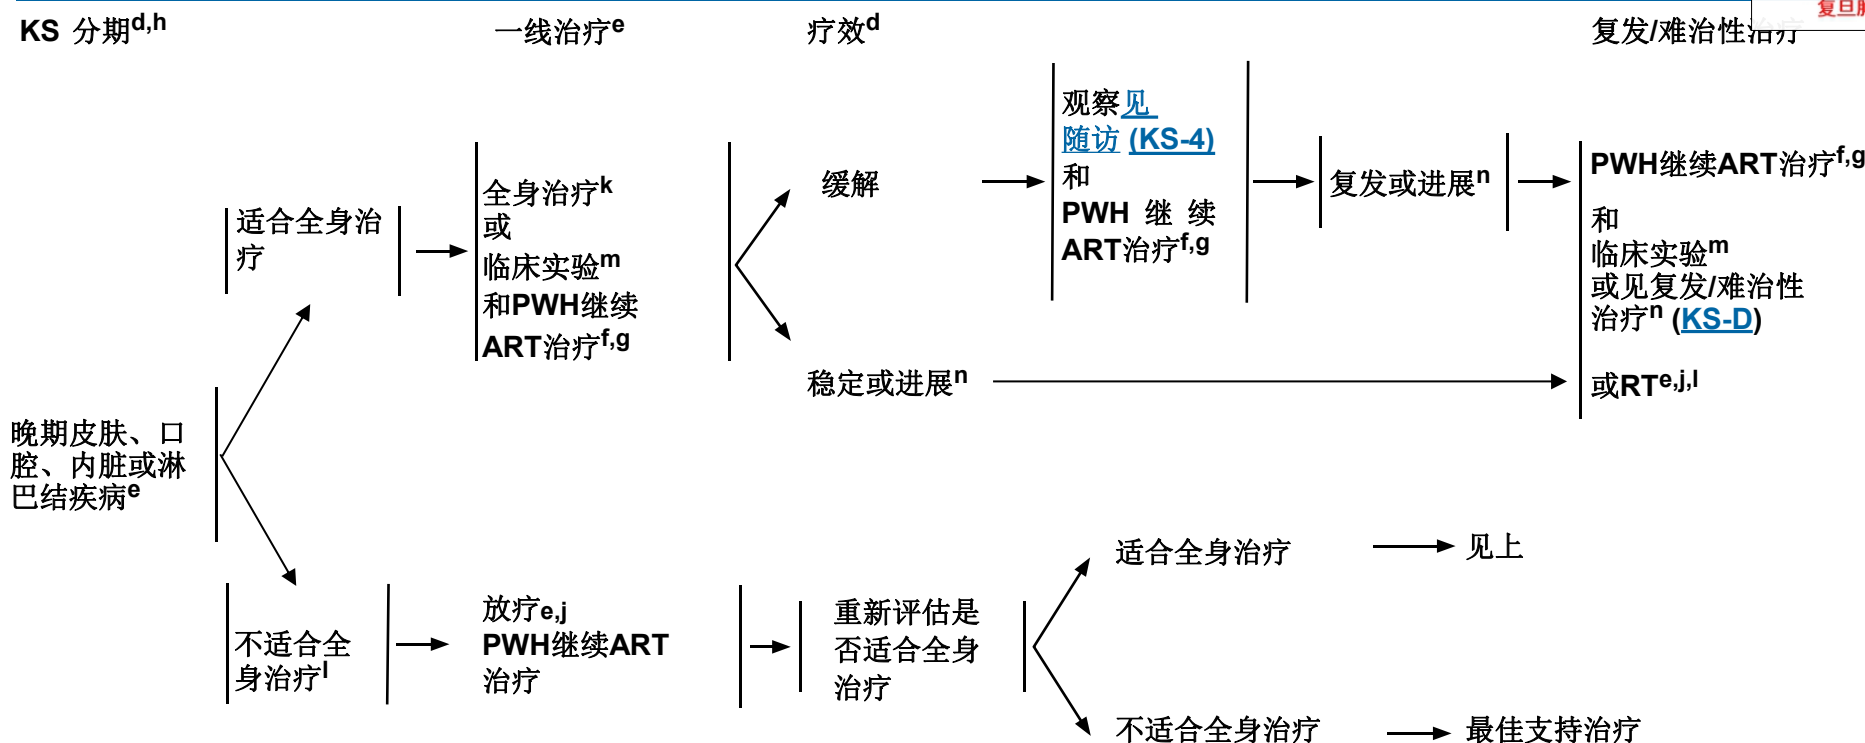 KS 分期d,h
一线治疗e
疗效d
复发/难治性治疗
晚期皮肤、口
腔、内脏或淋
巴结疾病e
适合全身治
疗
全身治疗k
或
临床实验m
和PWH继续
ART治疗f,g
缓解
观察见
随访 (KS-4)
和
PWH 继 续
ART治疗f,g
复发或进展n
PWH继续ART治疗f,g
和
临床实验m
或见复发/难治性
治疗n (KS-D)
或RTe,j,l
稳定或进展n
不适合全
身治疗l
放疗e,j
PWH继续ART
治疗
重新评估是
否适合全身
治疗
适合全身治疗
见上
不适合全身治疗
最佳支持治疗